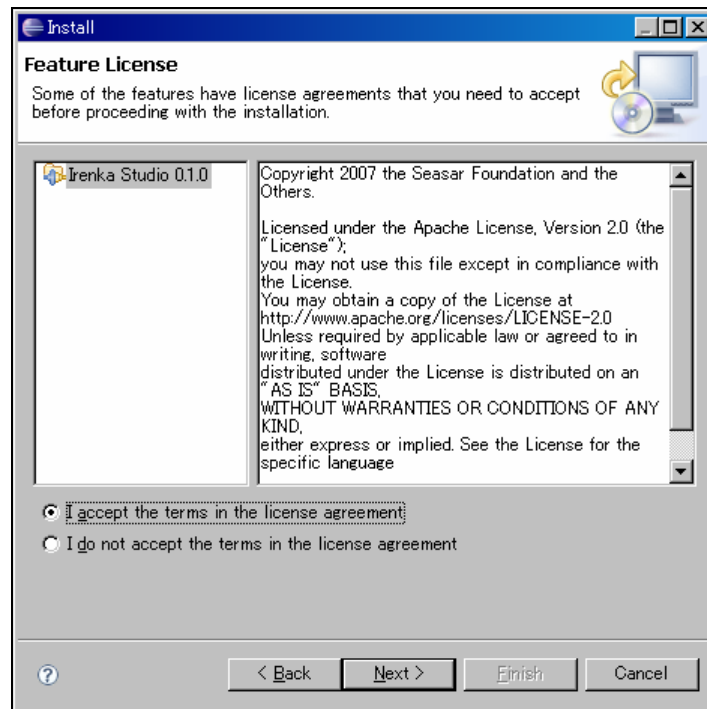 Install
Feature License
Some of the features have license agreements that you need to accept
before proceeding with the installation.
Irenka Studio 0.1.0
Copyright 2007 the Seasar Foundation and the
Others.
Licensed under the Apache License, Version 2.0 (the
"License");
you may not use this file except in compliance with
the License.
You may obtain a copy of the License at
http://www.apache.org/licenses/LICENSE-2.0
Unless required by applicable law or agreed to in
writing, software
distributed under the License is distributed on an
"AS IS" BASIS,
WITHOUT WARRANTIES OR CONDITIONS OF ANY
KIND,
either express or implied. See the License for the
specific language
I accept the terms in the license agreement
I do not accept the terms in the license agreement
?
< Back
Next >
Finish
Cancel